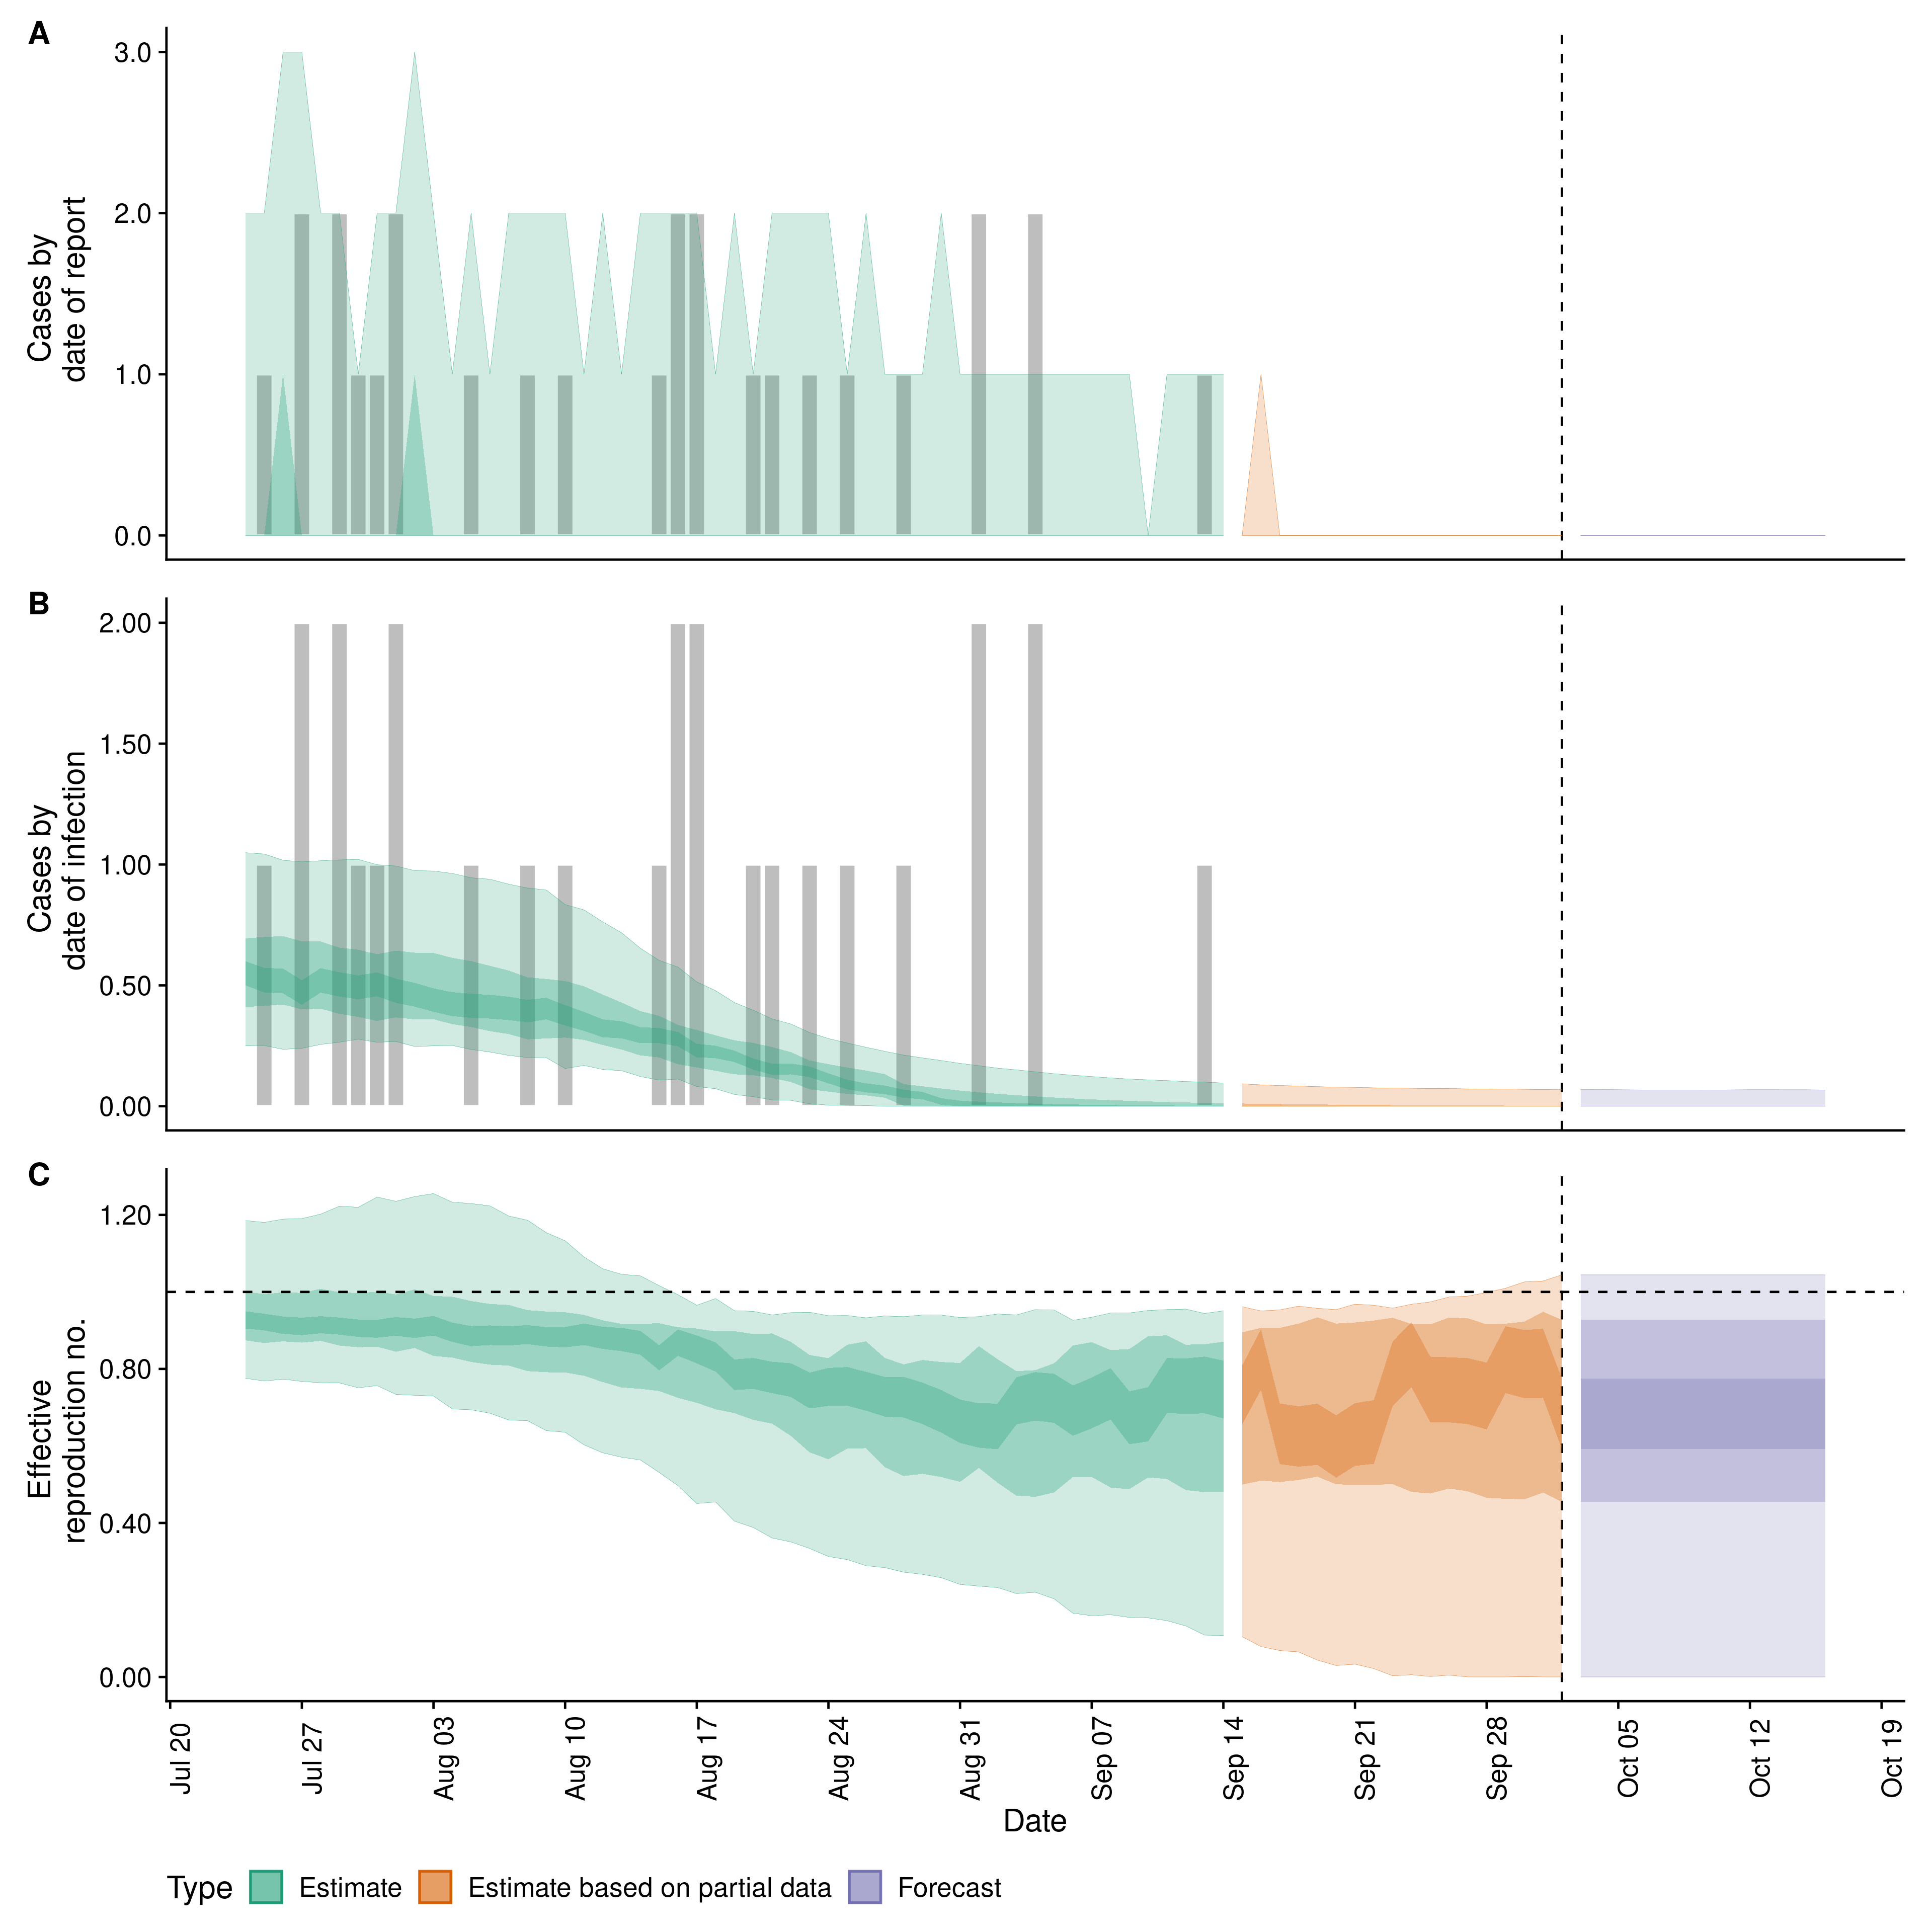 A
Cases by
date of report
3.0
2.0
1.0
0.0
B
Cases by
date of infection
2.00
1.50
1.00
0.50
0.00
C
Effective
reproduction no.
1.20
0.80
0.40
0.00
Jul 20
Jul 27
Aug 03
Aug 10
Aug 17
Aug 24
Aug 31
Sep 07
Sep 14
Sep 21
Sep 28
Oct 05
Oct 12
Oct 19
Date
Type Estimate Estimate based on partial data Forecast